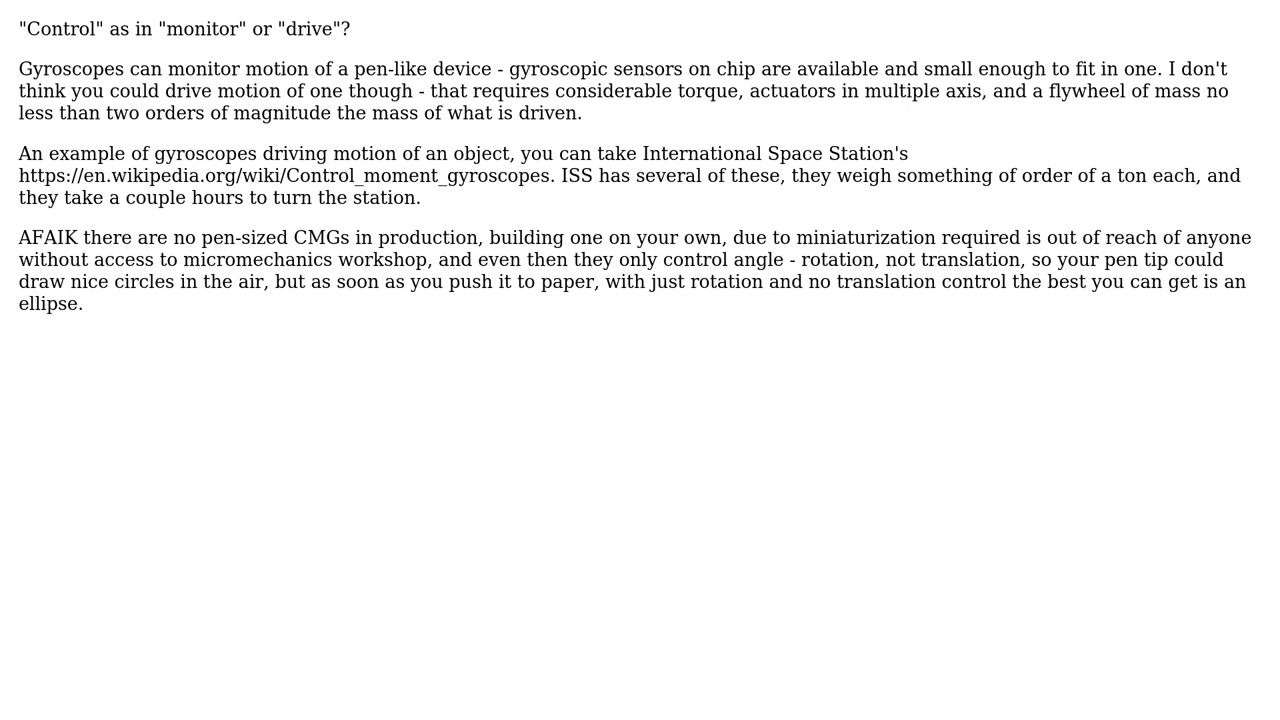 "Control" as in "monitor" or "drive"?
Gyroscopes can monitor motion of a pen-like device - gyroscopic sensors on chip are available and small enough to fit in one. I don't
think you could drive motion of one though - that requires considerable torque, actuators in multiple axis, and a flywheel of mass no
less than two orders of magnitude the mass of what is driven.
An example of gyroscopes driving motion of an object, you can take International Space Station's
https://en.wikipedia.org/wiki/Control_moment_gyroscopes. ISS has several of these, they weigh something of order of a ton each, and
they take a couple hours to turn the station.
AFAIK there are no pen-sized CMGs in production, building one on your own, due to miniaturization required is out of reach of anyone
without access to micromechanics workshop, and even then they only control angle - rotation, not translation, so your pen tip could
draw nice circles in the air, but as soon as you push it to paper, with just rotation and no translation control the best you can get is an
ellipse.